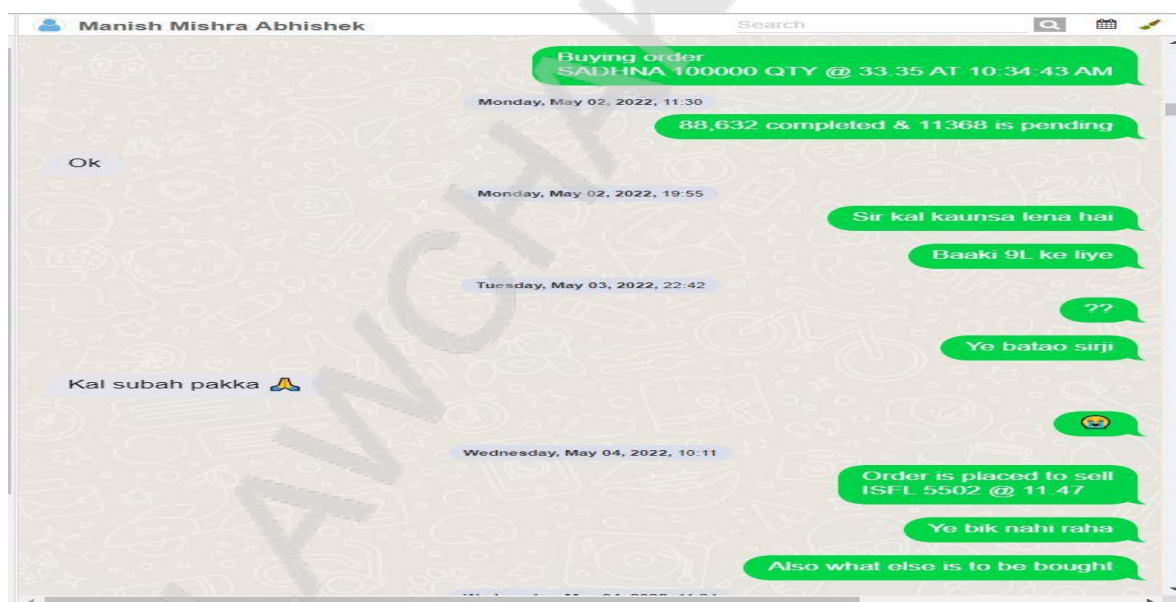 Manish Mishra Abhishek
Search
Buying order
SADHNA 100000 QTY @ 33.35 AT 10:34:43 AM
Monday, May 02, 2022, 11:30
88,632 completed & 11368 is pending
Ok
Monday, May 02, 2022, 19:55
Sir kal kaunsa lena hai
Baaki 9L ke liye
Tuesday, May 03, 2022, 22:42
??
Ye batao sirji
Kal subah pakka 🙏
😭
Wednesday, May 04, 2022, 10:11
Order is placed to sell
ISFL 5502 @ 11.47
Ye bik nahi raha
Also what else is to be bought